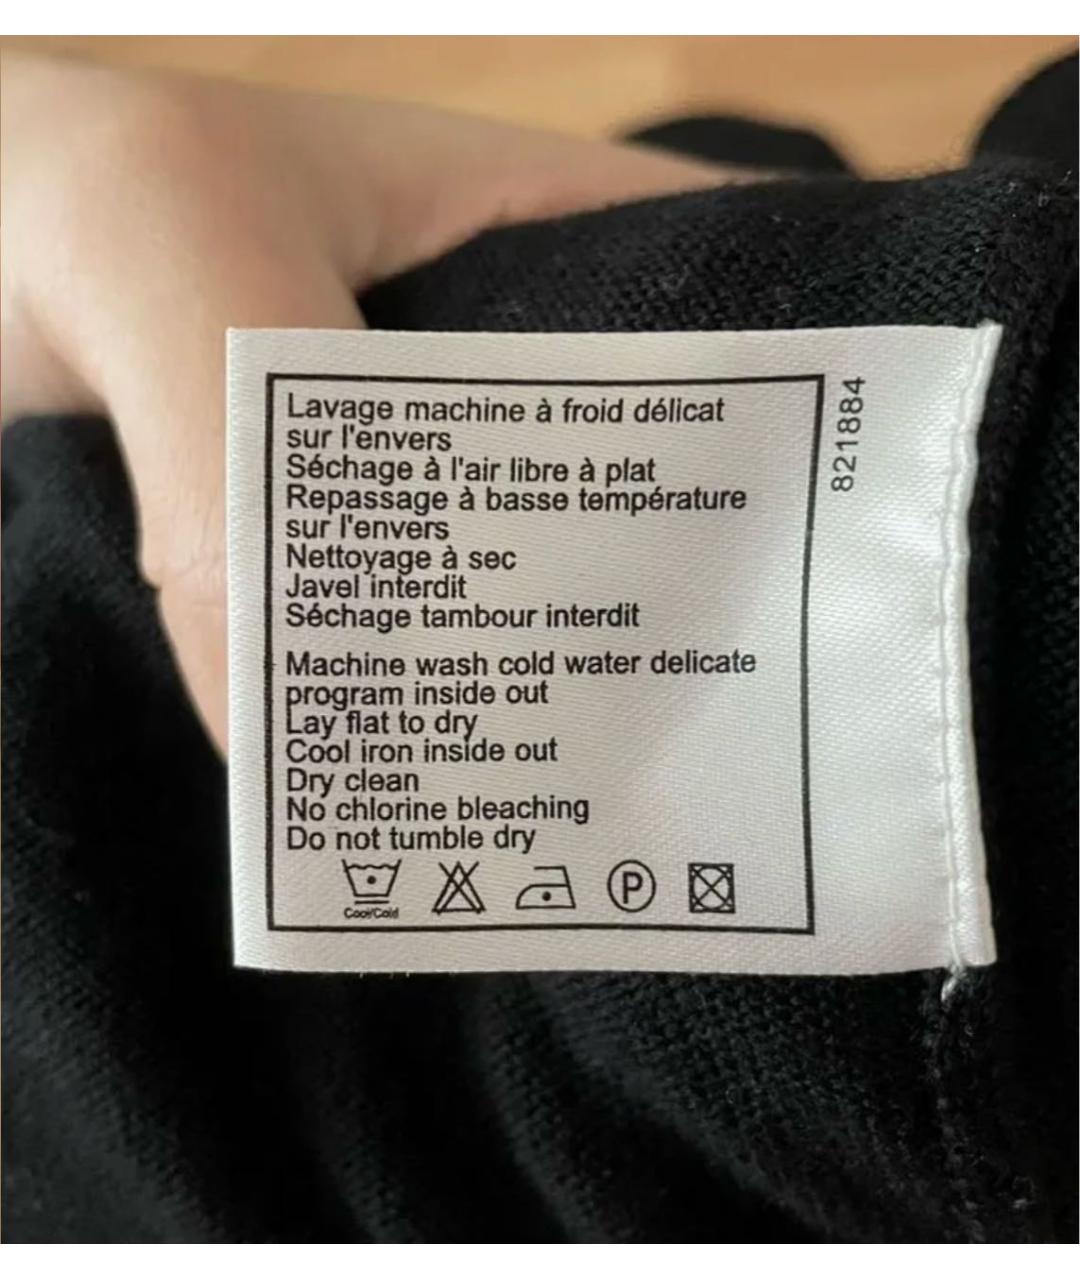 Lavage machine à froid délicat
sur l'envers
Séchage à l'air libre à plat
Repassage à basse température
sur l'envers
Nettoyage à sec
Javel interdit
Séchage tambour interdit
Machine wash cold water delicate
program inside out
Lay flat to dry
Cool iron inside out
Dry clean
No chlorine bleaching
Do not tumble dry
Cool/Cold
P
821884